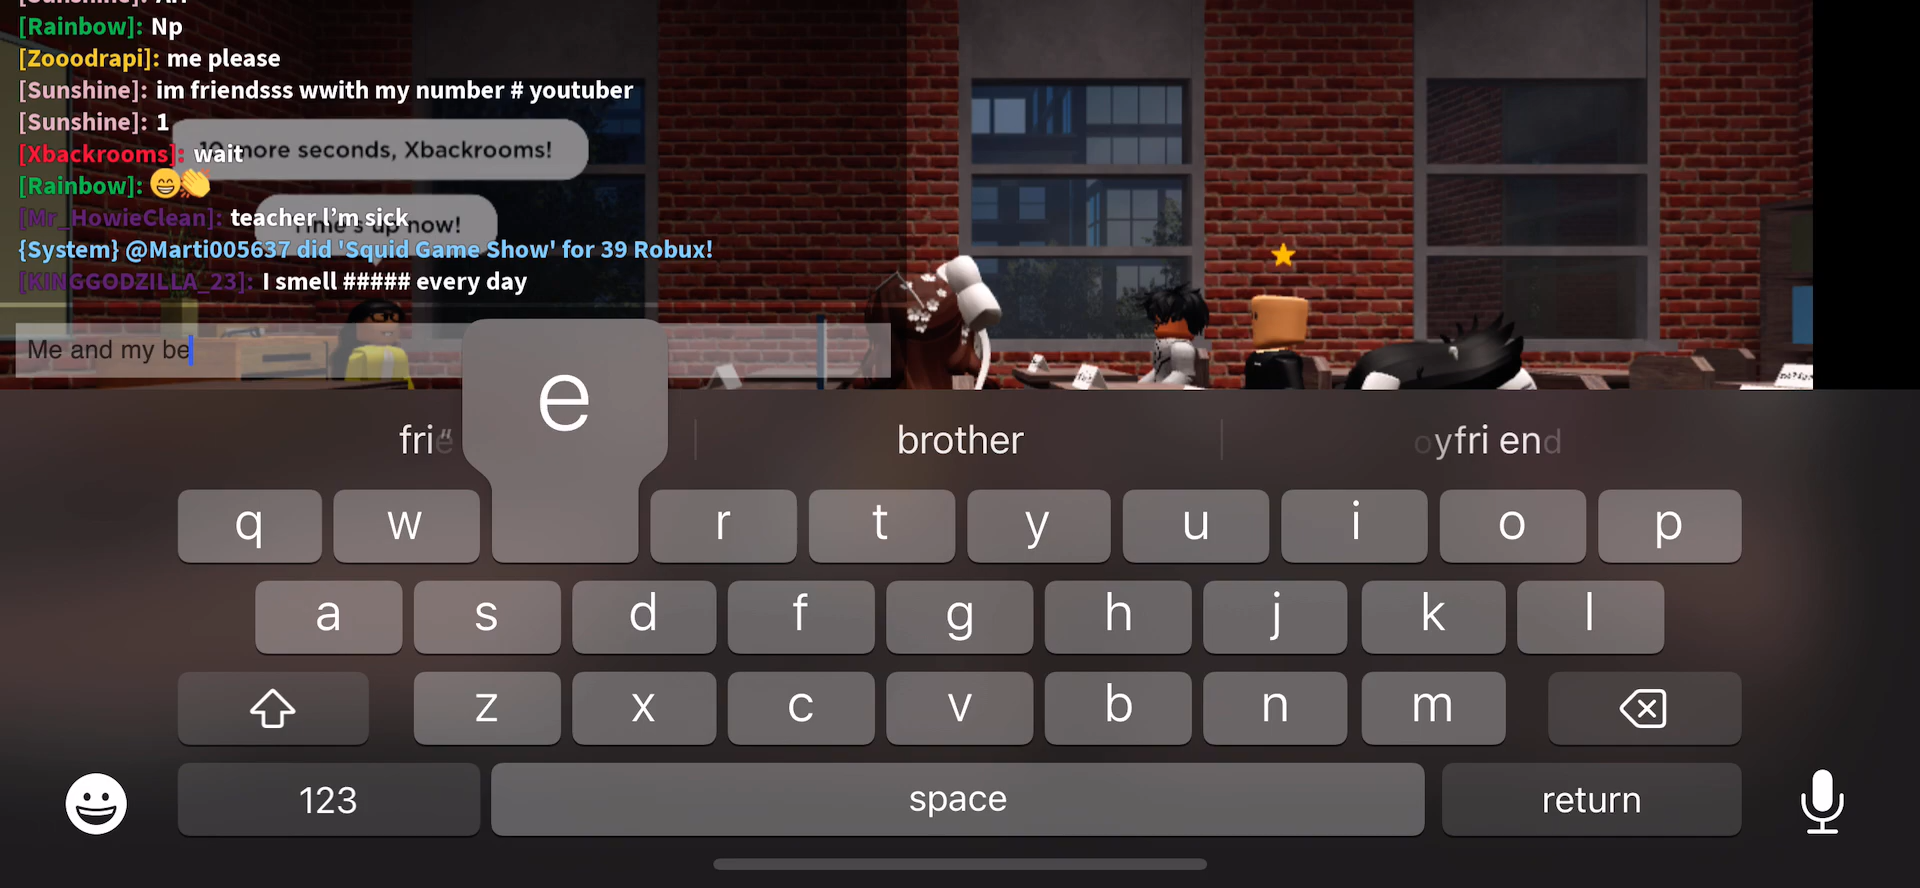 [Rainbow]: Np
[Zooodrapi]: me please
[Sunshine]: im friendsss wwith my number # youtuber
[Sunshine]: 1
more seconds, Xbackrooms!
[Xbackrooms]: wait
[Rainbow]: 😁👏
[Mr_HowieClean]: teacher I'm sick
Time's up now!
{System} @Marti005637 did 'Squid Game Show' for 39 Robux!
[KINGGODZILLA_23]: I smell ##### every day
Me and my be
e
brother
q w r t y u i o p
a s d f g h j k l
z x c v b n m
123 space return